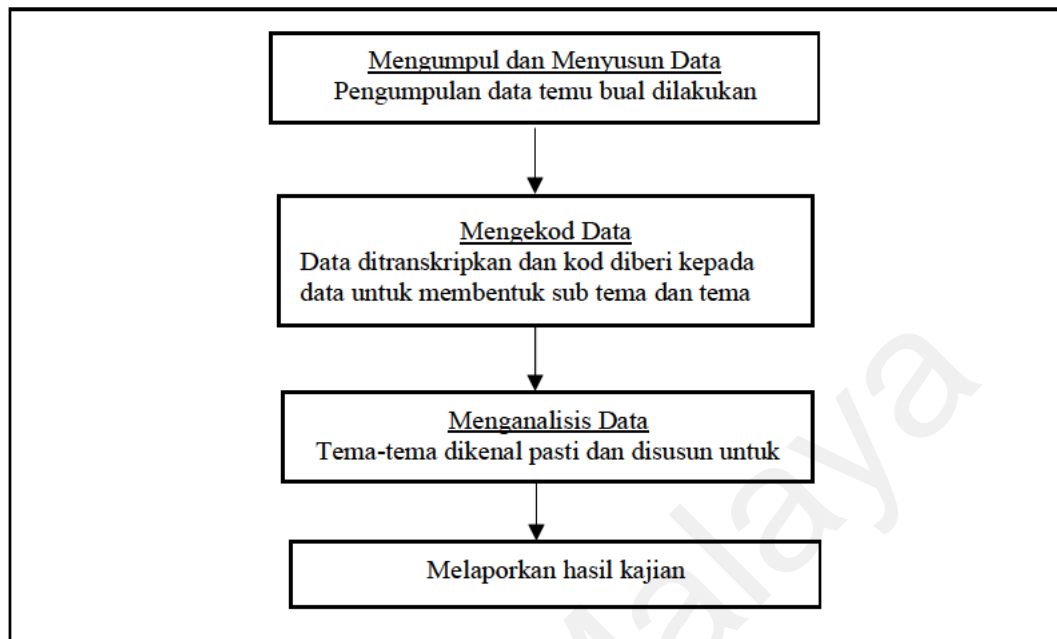 Mengumpul dan Menyusun Data
Pengumpulan data temu bual dilakukan
Mengekod Data
Data ditranskripkan dan kod diberi kepada
data untuk membentuk sub tema dan tema
Menganalisis Data
Tema-tema dikenal pasti dan disusun untuk
Melaporkan hasil kajian
Malaya